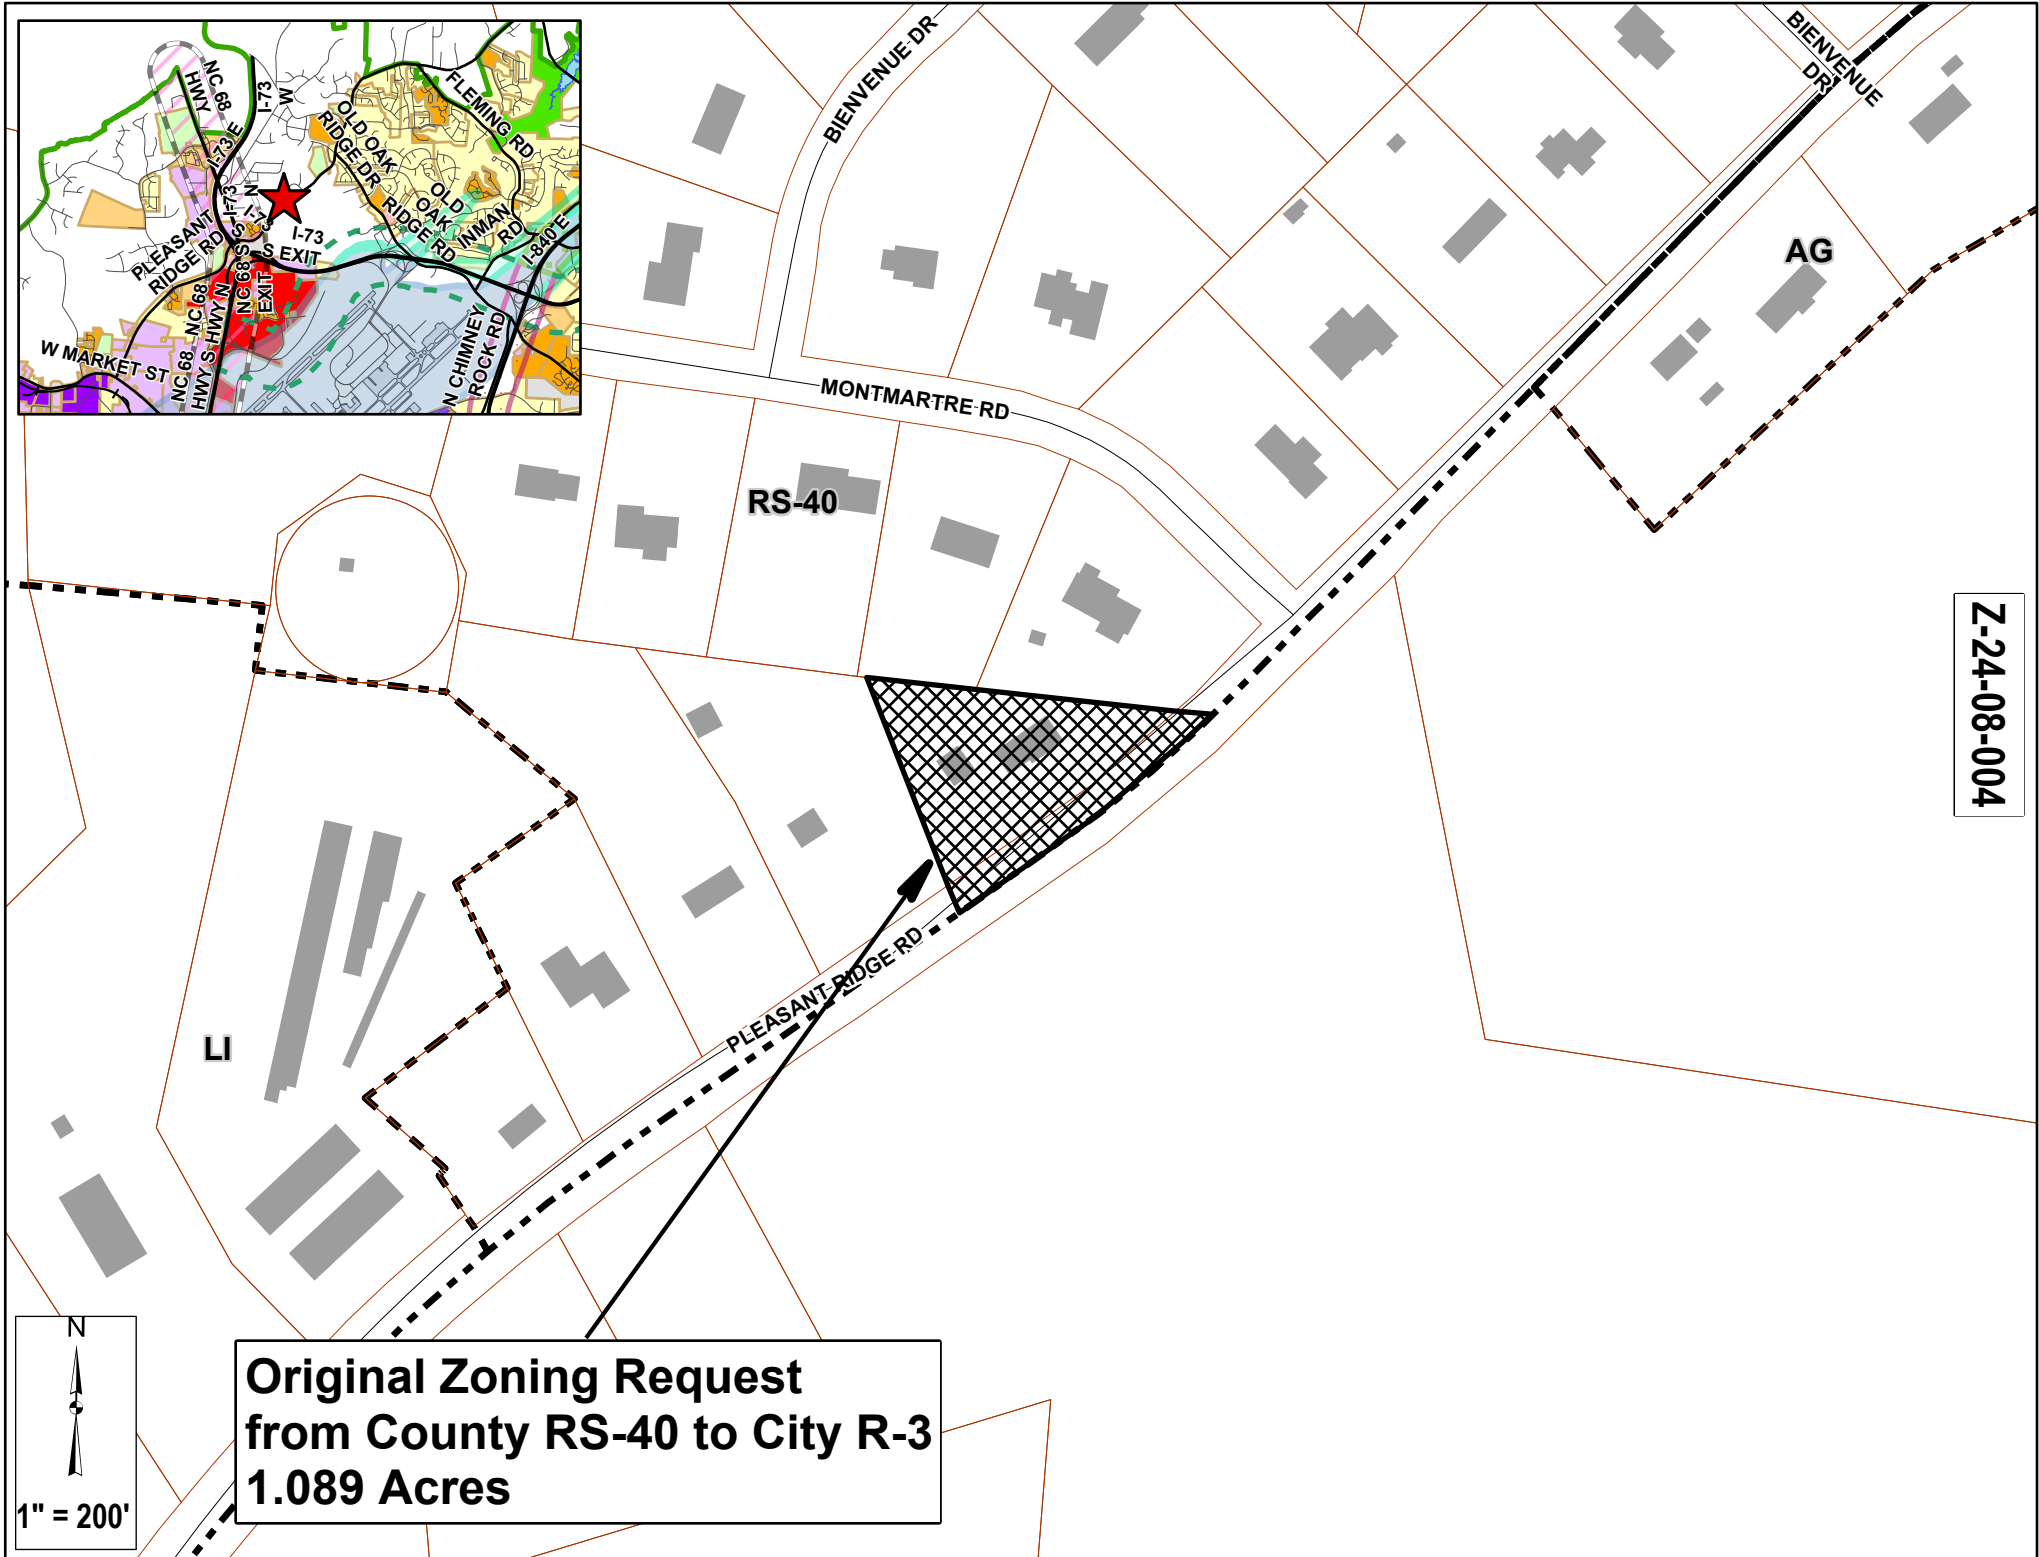 NC 68
HWY
I-73
W
I-73 E
OLD OAK
RIDGE DR
FLEMING RD
OLD
OAK
RIDGE RD
INMAN
RD
I-840 E
I-73
N
I-73
S
I-73
S EXIT
PLEASANT
RIDGE RD
NC 68 S
EXIT
NC 68
HWY N
NC 68
HWY S
W MARKET ST
N CHIMNEY
ROCK RD
BIENVENUE DR
BIENVENUE
DR
AG
MONTMARTRE RD
RS-40
Z-24-08-004
PLEASANT RIDGE RD
LI
N
1" = 200'
Original Zoning Request
from County RS-40 to City R-3
1.089 Acres